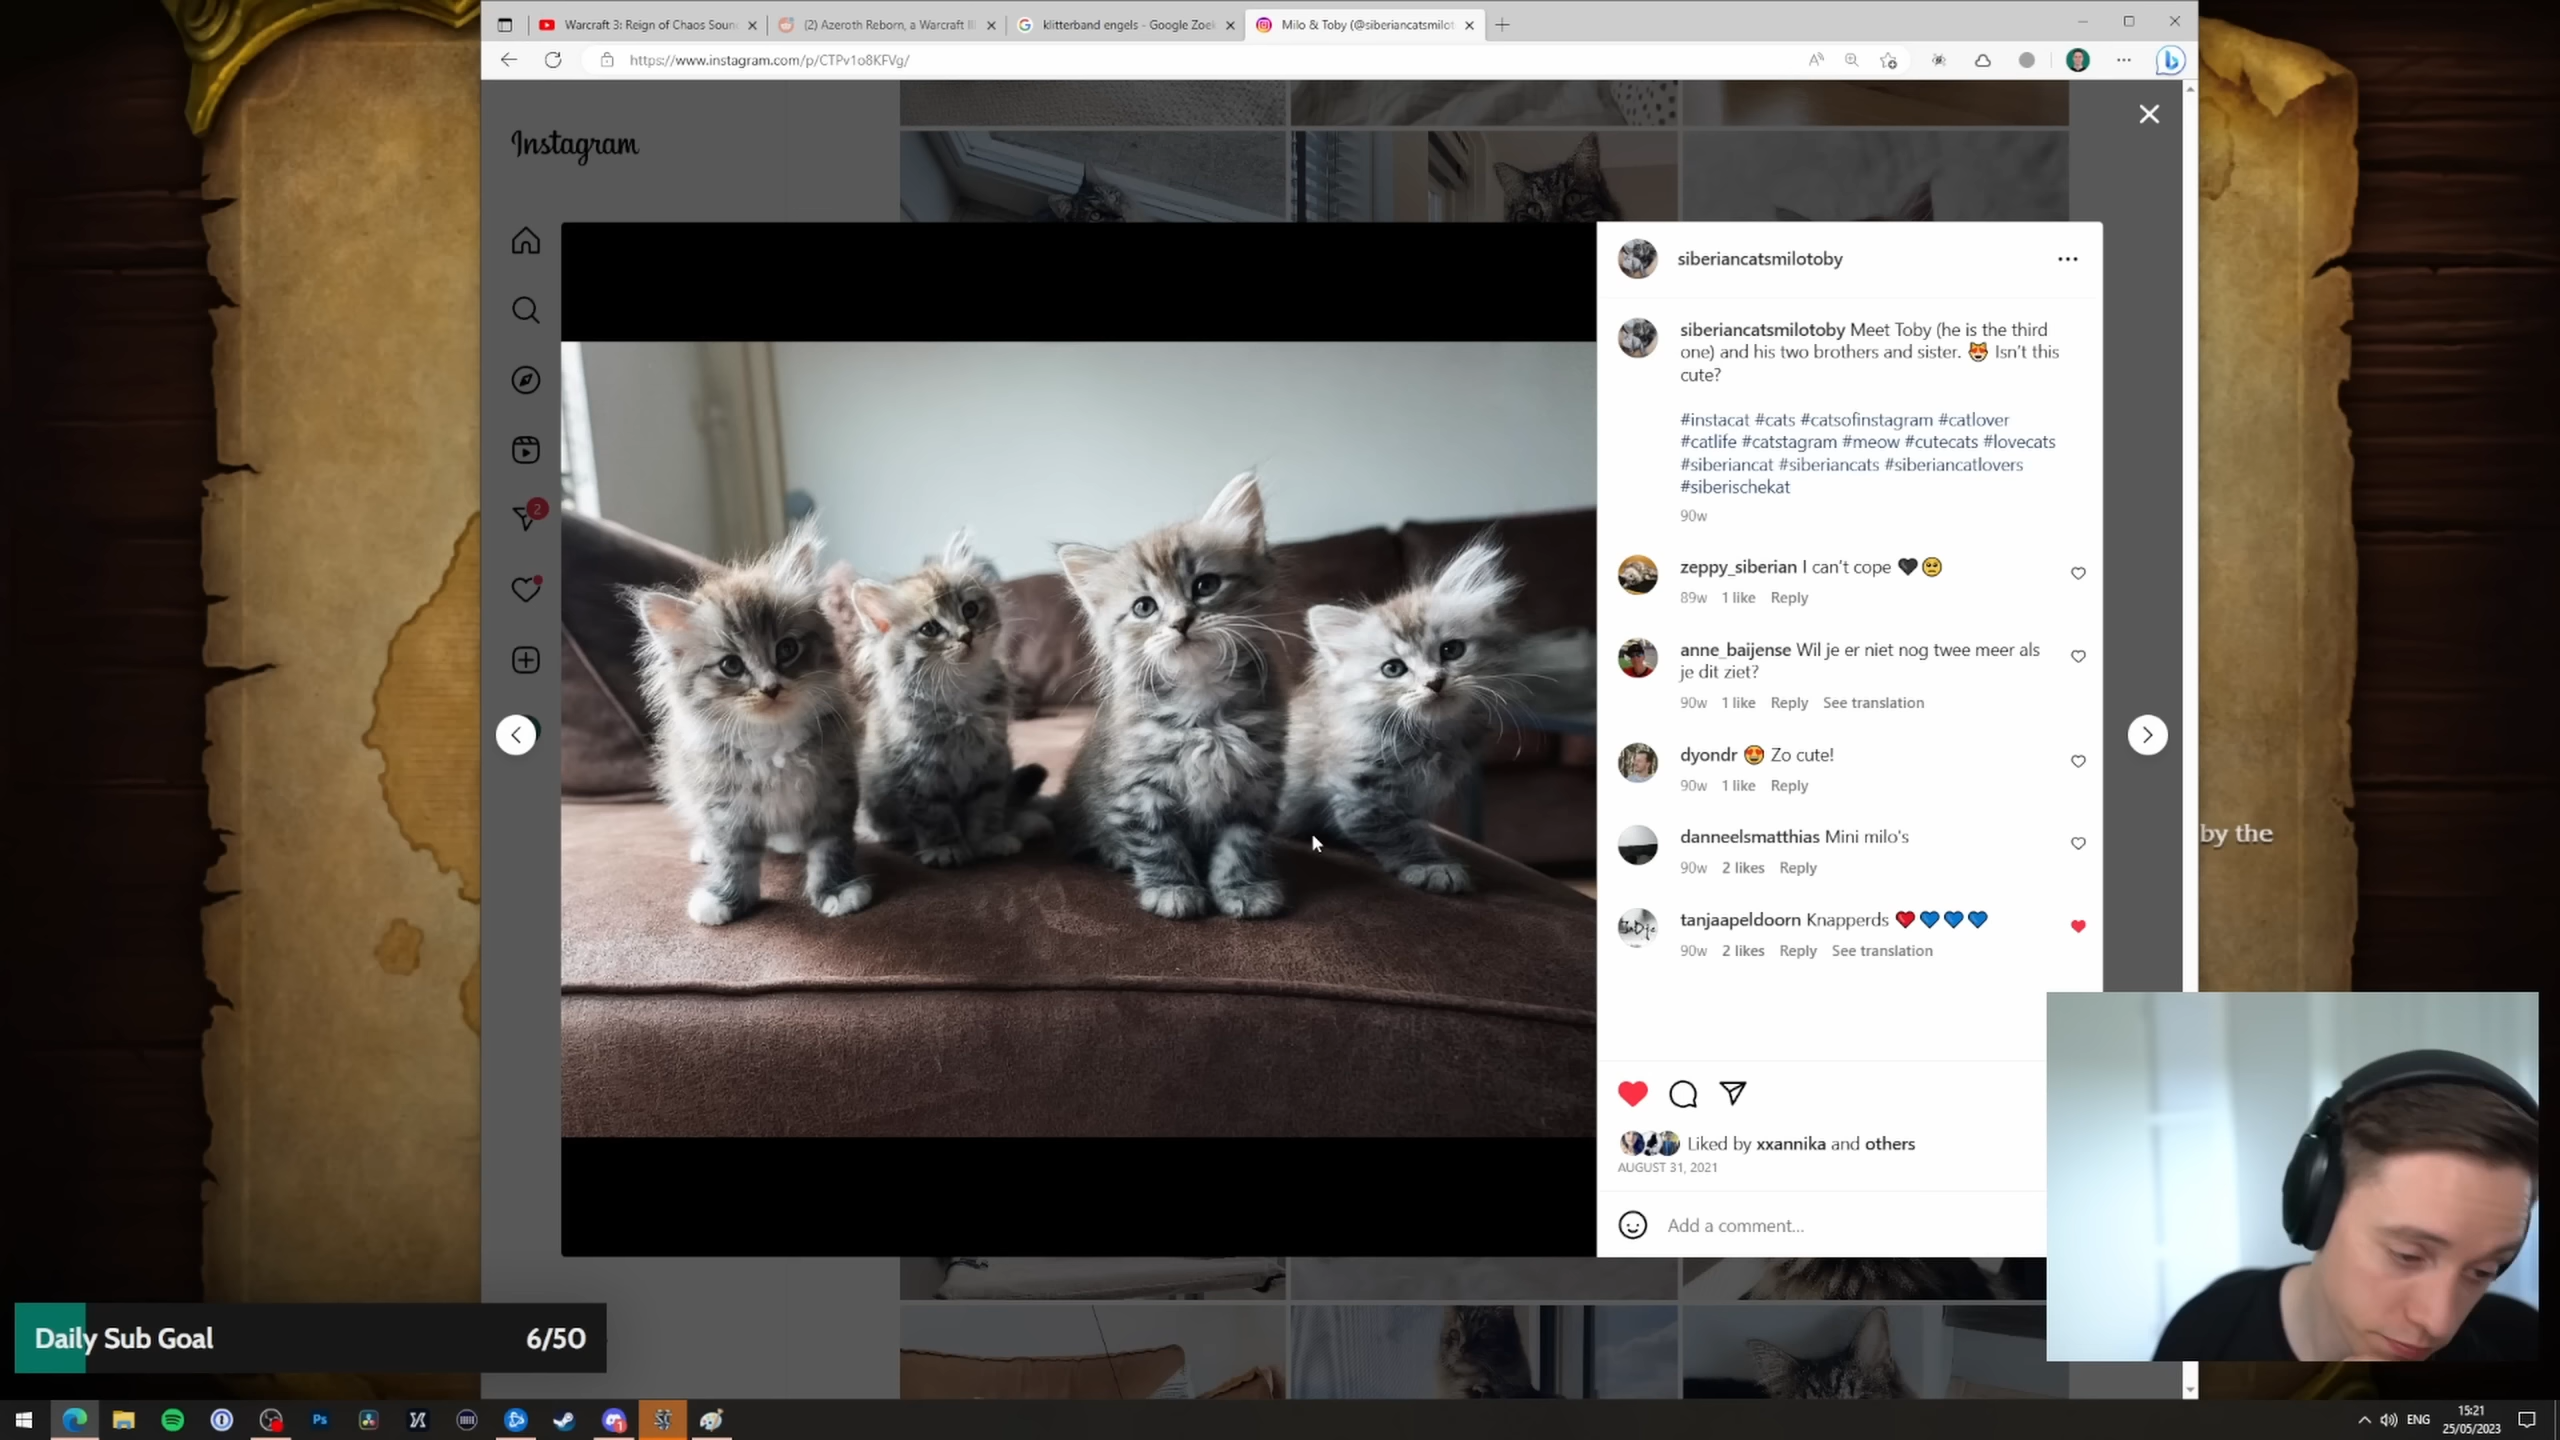 Warcraft 3: Reign of Chaos Soun
(2) Azeroth Reborn, a Warcraft III
klitterband engels - Google Zoek
Milo & Toby (@siberiancatsmilot
https://www.instagram.com/p/CTPv1o8KFVg/
Instagram
2
siberiancatsmilotoby
siberiancatsmilotoby Meet Toby (he is the third
one) and his two brothers and sister. 😻 Isn't this
cute?
#instacat #cats #catsofinstagram #catlover
#catlife #catstagram #meow #cutecats #lovecats
#siberiancat #siberiancats #siberiancatlovers
#siberischekat
90w
zeppy_siberian I can't cope 🖤🥺
89w 1 like Reply
anne_baijense Wil je er niet nog twee meer als
je dit ziet?
90w 1 like Reply See translation
dyondr 😍 Zo cute!
90w 1 like Reply
danneelsmatthias Mini milo's
90w 2 likes Reply
tanjaapeldoorn Knapperds ❤️💙💙💙
90w 2 likes Reply See translation
Liked by xxannika and others
AUGUST 31, 2021
Add a comment...
by the
Daily Sub Goal 6/50
Ps
1
ENG
15:21
25/05/2023